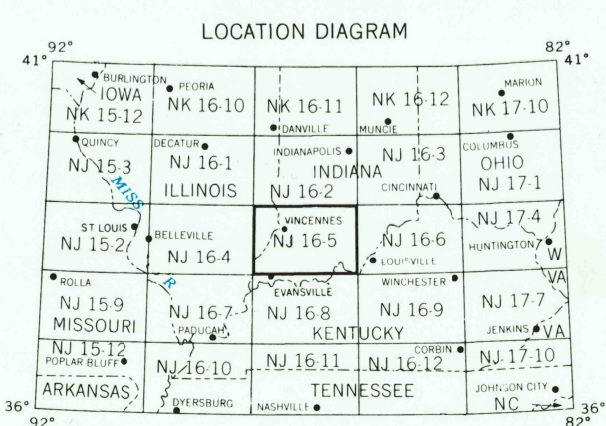 LOCATION DIAGRAM
92° 82°
41° 41°
BURLINGTON PEORIA MARION
IOWA
NK 15-12 NK 16-10 NK 16-11 NK 16-12 NK 17-10
DANVILLE MUNCIE
QUINCY DECATUR INDIANAPOLIS COLUMBUS
NJ 15-3 NJ 16-1 NJ 16-3 OHIO
INDIANA
ILLINOIS NJ 16-2 CINCINNATI NJ 17-1
MISS
VINCENNES NJ 17-4
ST LOUIS BELLEVILLE NJ 16-5 NJ 16-6 HUNTINGTON W
NJ 15-2 NJ 16-4 LOUISVILLE VA
R
ROLLA EVANSVILLE WINCHESTER
NJ 15-9 NJ 16-7 NJ 16-8 NJ 16-9 NJ 17-7
MISSOURI PADUCAH KENTUCKY JENKINS VA
NJ 15-12 NJ 16-10 NJ 16-11 NJ 16-12 NJ 17-10
POPLAR BLUFF CORBIN
ARKANSAS TENNESSEE JOHNSON CITY
36° DYERSBURG NASHVILLE NC 36°
92° 82°